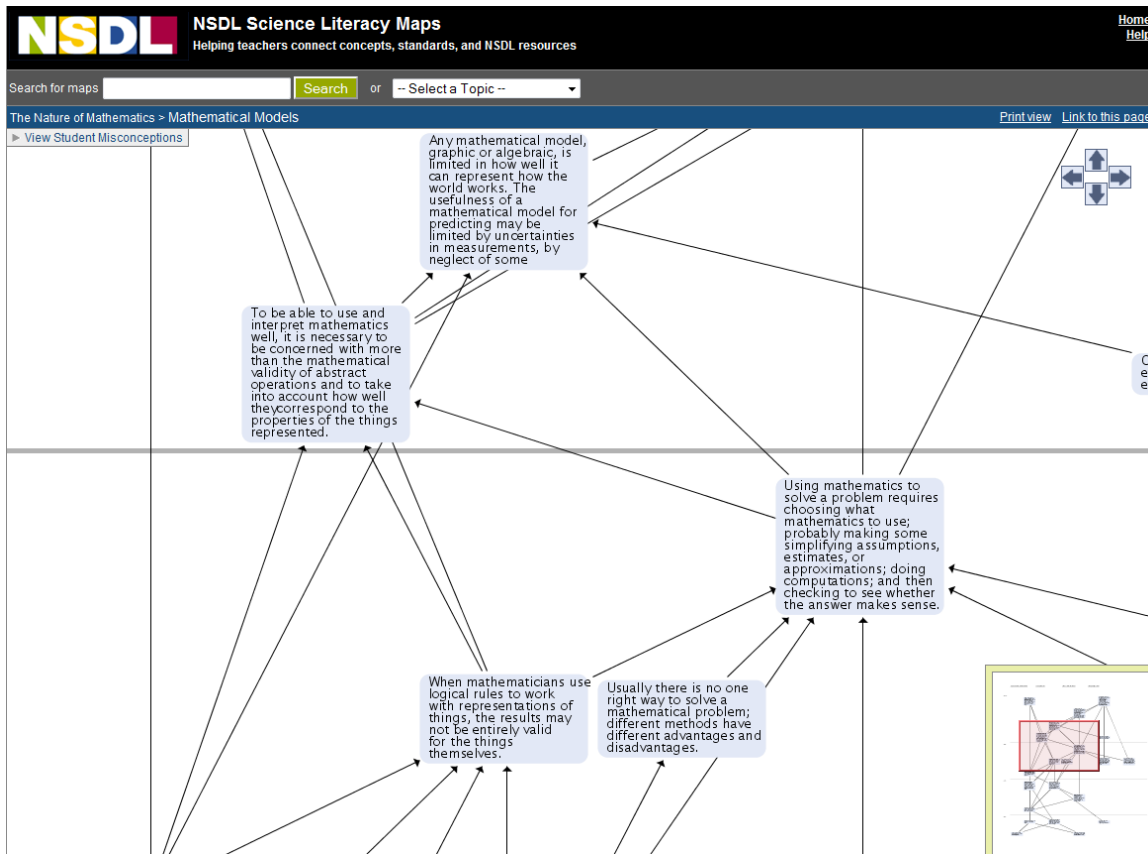 NSDL
NSDL Science Literacy Maps
Helping teachers connect concepts, standards, and NSDL resources
Home
Help
Search for maps
Search
or
-- Select a Topic --
The Nature of Mathematics > Mathematical Models
Print view
Link to this page
View Student Misconceptions
Any mathematical model,
graphic or algebraic, is
limited in how well it
can represent how the
world works. The
usefulness of a
mathematical model for
predicting may be
limited by uncertainties
in measurements, by
neglect of some
To be able to use and
interpret mathematics
well, it is necessary to
be concerned with more
than the mathematical
validity of abstract
operations and to take
into account how well
theycorrespond to the
properties of the things
represented.
Using mathematics to
solve a problem requires
choosing what
mathematics to use;
probably making some
simplifying assumptions,
estimates, or
approximations; doing
computations; and then
checking to see whether
the answer makes sense.
When mathematicians use
logical rules to work
with representations of
things, the results may
not be entirely valid
for the things
themselves.
Usually there is no one
right way to solve a
mathematical problem;
different methods have
different advantages and
disadvantages.